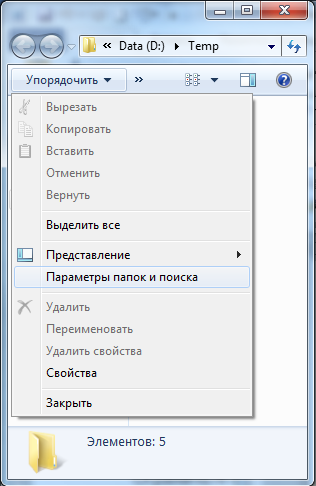 « Data (D:) ▸ Temp
Упорядочить ▾ »
Вырезать
Копировать
Вставить
Отменить
Вернуть
Выделить все
Представление
Параметры папок и поиска
Удалить
Переименовать
Удалить свойства
Свойства
Закрыть
Элементов: 5